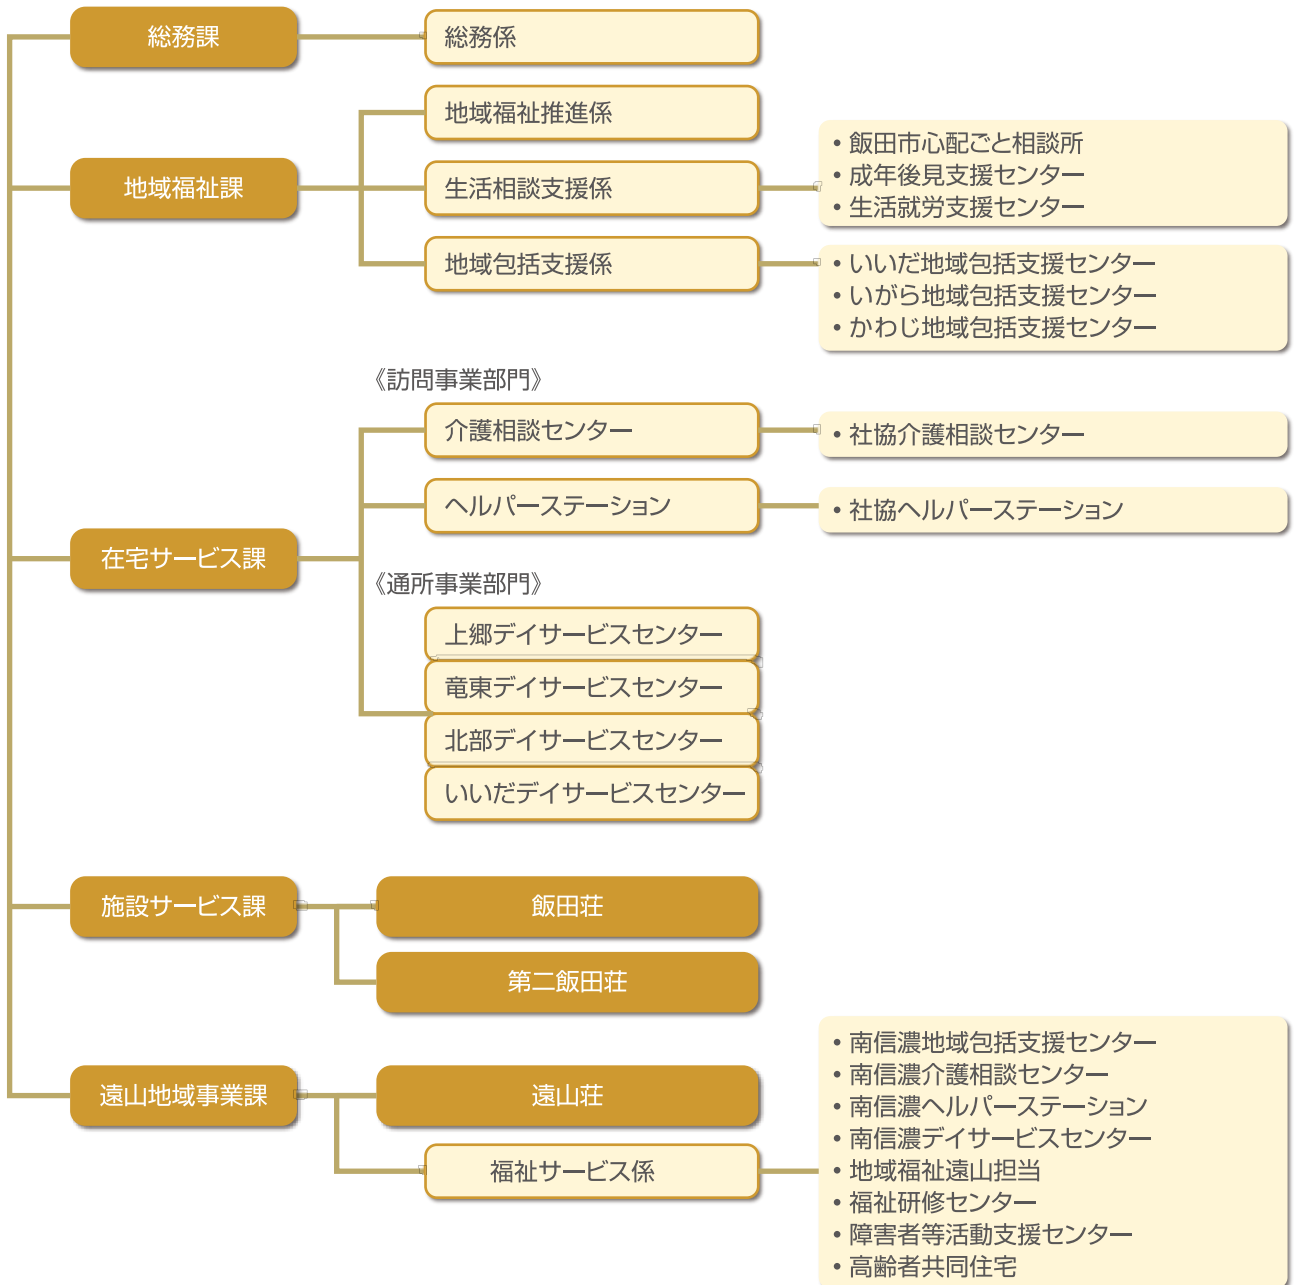 総務課
総務係
地域福祉課
地域福祉推進係
生活相談支援係
• 飯田市心配ごと相談所
• 成年後見支援センター
• 生活就労支援センター
地域包括支援係
• いいだ地域包括支援センター
• いがら地域包括支援センター
• かわじ地域包括支援センター
在宅サービス課
《訪問事業部門》
介護相談センター
• 社協介護相談センター
ヘルパーステーション
• 社協ヘルパーステーション
《通所事業部門》
上郷デイサービスセンター
竜東デイサービスセンター
北部デイサービスセンター
いいだデイサービスセンター
施設サービス課
飯田荘
第二飯田荘
遠山地域事業課
遠山荘
福祉サービス係
• 南信濃地域包括支援センター
• 南信濃介護相談センター
• 南信濃ヘルパーステーション
• 南信濃デイサービスセンター
• 地域福祉遠山担当
• 福祉研修センター
• 障害者等活動支援センター
• 高齢者共同住宅